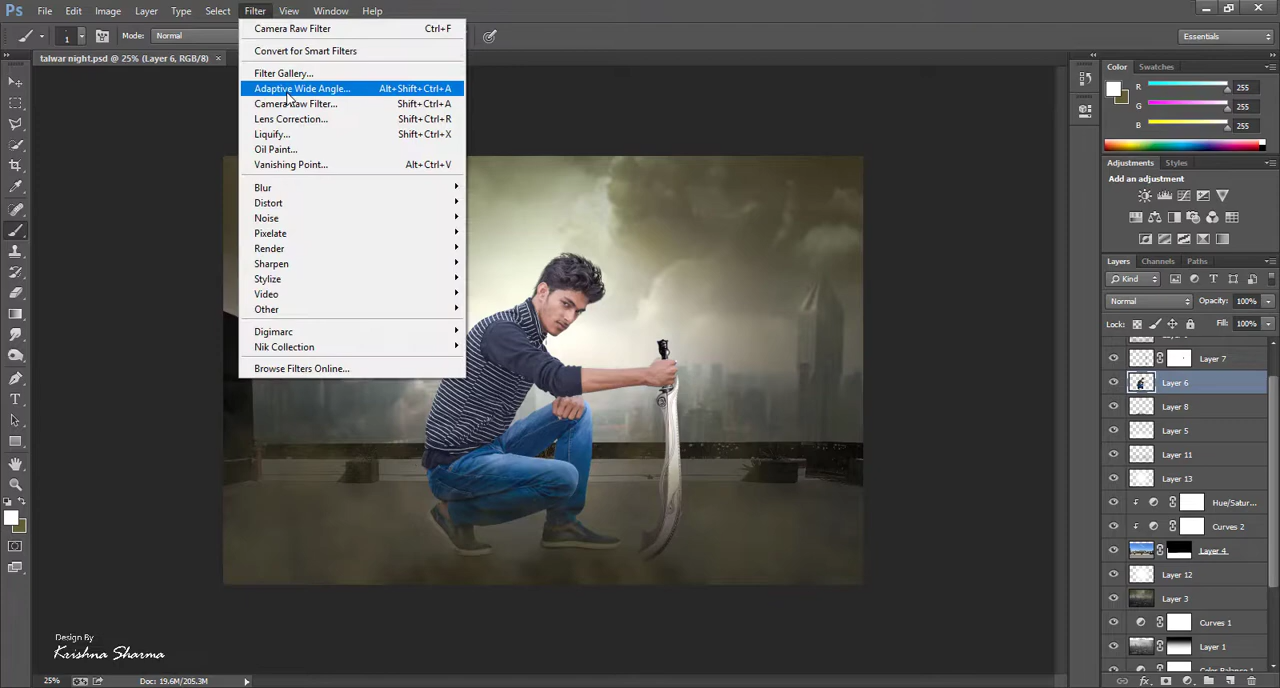 Ps File Edit Image Layer Type Select Filter View Window Help
1 Mode: Normal Essentials
talwar night.psd @ 25% (Layer 6, RGB/8) ×
Camera Raw Filter Ctrl+F
Convert for Smart Filters
Filter Gallery...
Adaptive Wide Angle... Alt+Shift+Ctrl+A
Camera Raw Filter... Shift+Ctrl+A
Lens Correction... Shift+Ctrl+R
Liquify... Shift+Ctrl+X
Oil Paint...
Vanishing Point... Alt+Ctrl+V
Blur
Distort
Noise
Pixelate
Render
Sharpen
Stylize
Video
Other
Digimarc
Nik Collection
Browse Filters Online...
Color Swatches
R 255
G 255
B 255
Adjustments Styles
Add an adjustment
Layers Channels Paths
Kind
Normal Opacity: 100%
Lock: Fill: 100%
Layer 7
Layer 6
Layer 8
Layer 5
Layer 11
Layer 13
Hue/Satur...
Curves 2
Layer 4
Layer 12
Layer 3
Curves 1
Layer 1
Color Balance 1
Design By
Krishna Sharma
25% Doc: 19.6M/205.3M